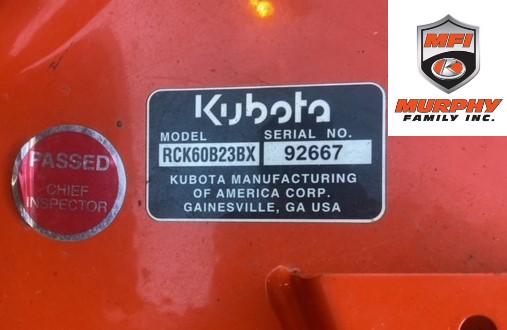 MFI
MURPHY
FAMILY INC.
Kubota
MODEL SERIAL NO.
RCK60B23BX 92667
KUBOTA MANUFACTURING
OF AMERICA CORP.
GAINESVILLE, GA USA
PASSED
CHIEF
INSPECTOR